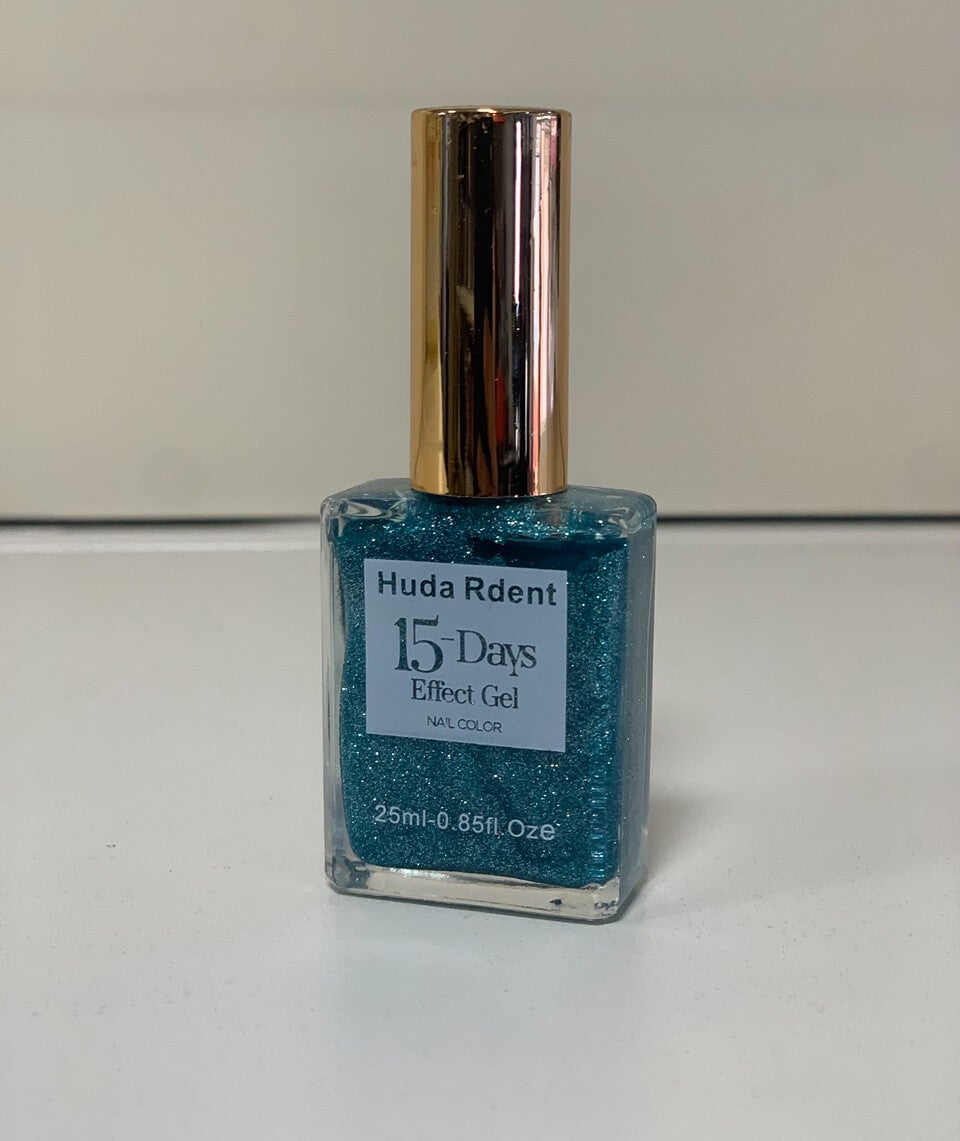 Huda Rdent
15-Days
Effect Gel
NAIL COLOR
25ml-0.85fl.Oze